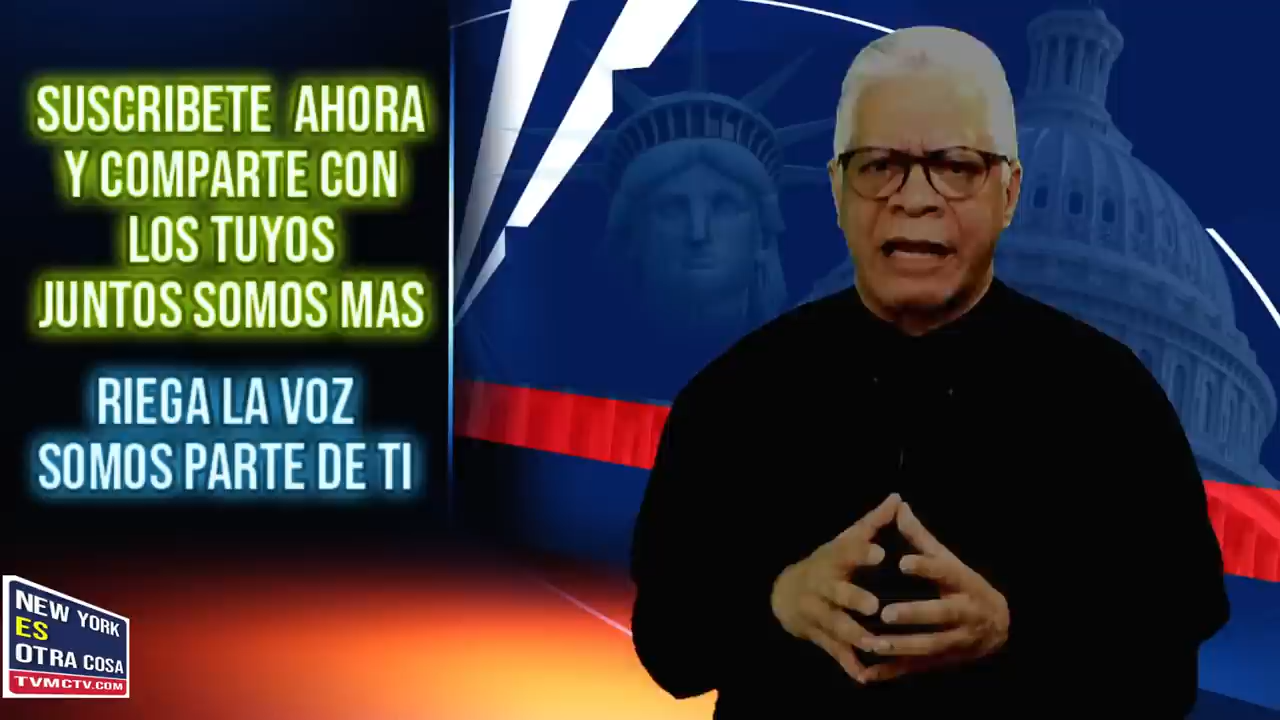 SUSCRIBETE AHORA
Y COMPARTE CON
LOS TUYOS
JUNTOS SOMOS MAS
RIEGA LA VOZ
SOMOS PARTE DE TI
NEW YORK
ES
OTRA COSA
TVMCTV.COM